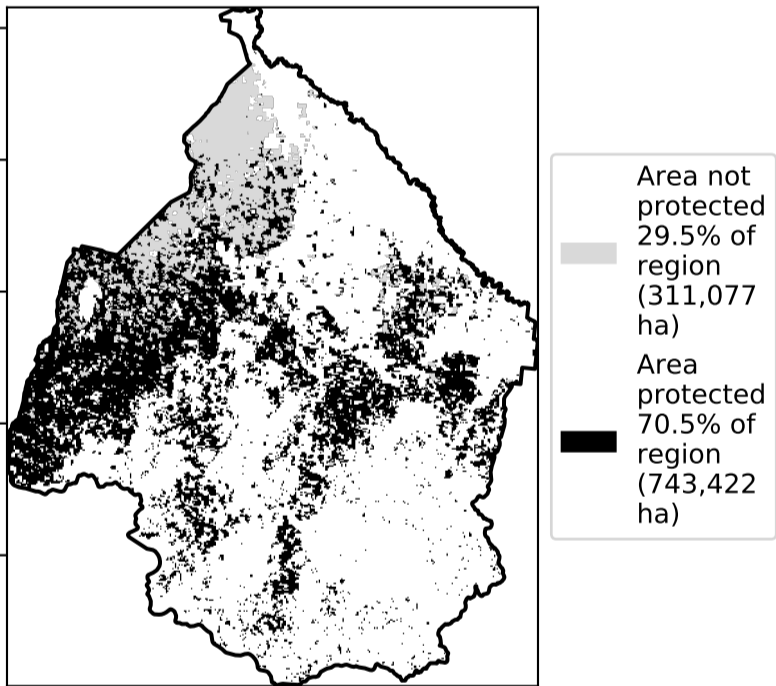 Area not
protected
29.5% of
region
(311,077
ha)
Area
protected
70.5% of
region
(743,422
ha)